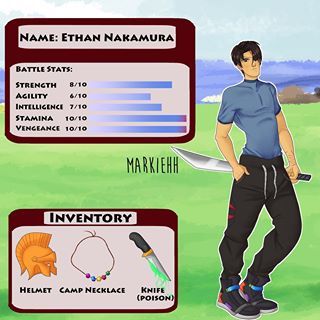 Name: Ethan Nakamura
Battle Stats:
Strength 8/10
Agility 6/10
Intelligence 7/10
Stamina 10/10
Vengeance 10/10
MARKIEHH
Inventory
Helmet Camp Necklace Knife
(poison)